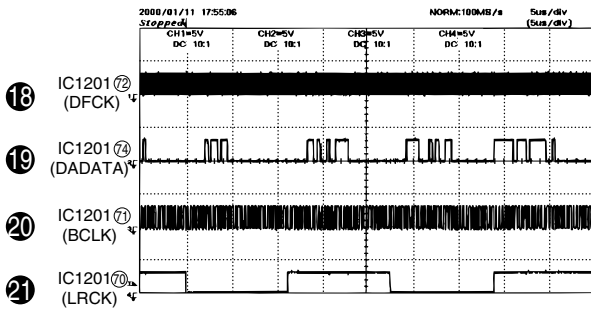 2000/01/11 17:55:06 NORM:100MS/s 5us/div
Stopped (5us/div)
CH1=5V CH2=5V CH3=5V CH4=5V
DC 10:1 DC 10:1 DC 10:1 DC 10:1
18 IC1201 72
(DFCK)
19 IC1201 74
(DADATA)
20 IC1201 71
(BCLK)
21 IC1201 70
(LRCK)